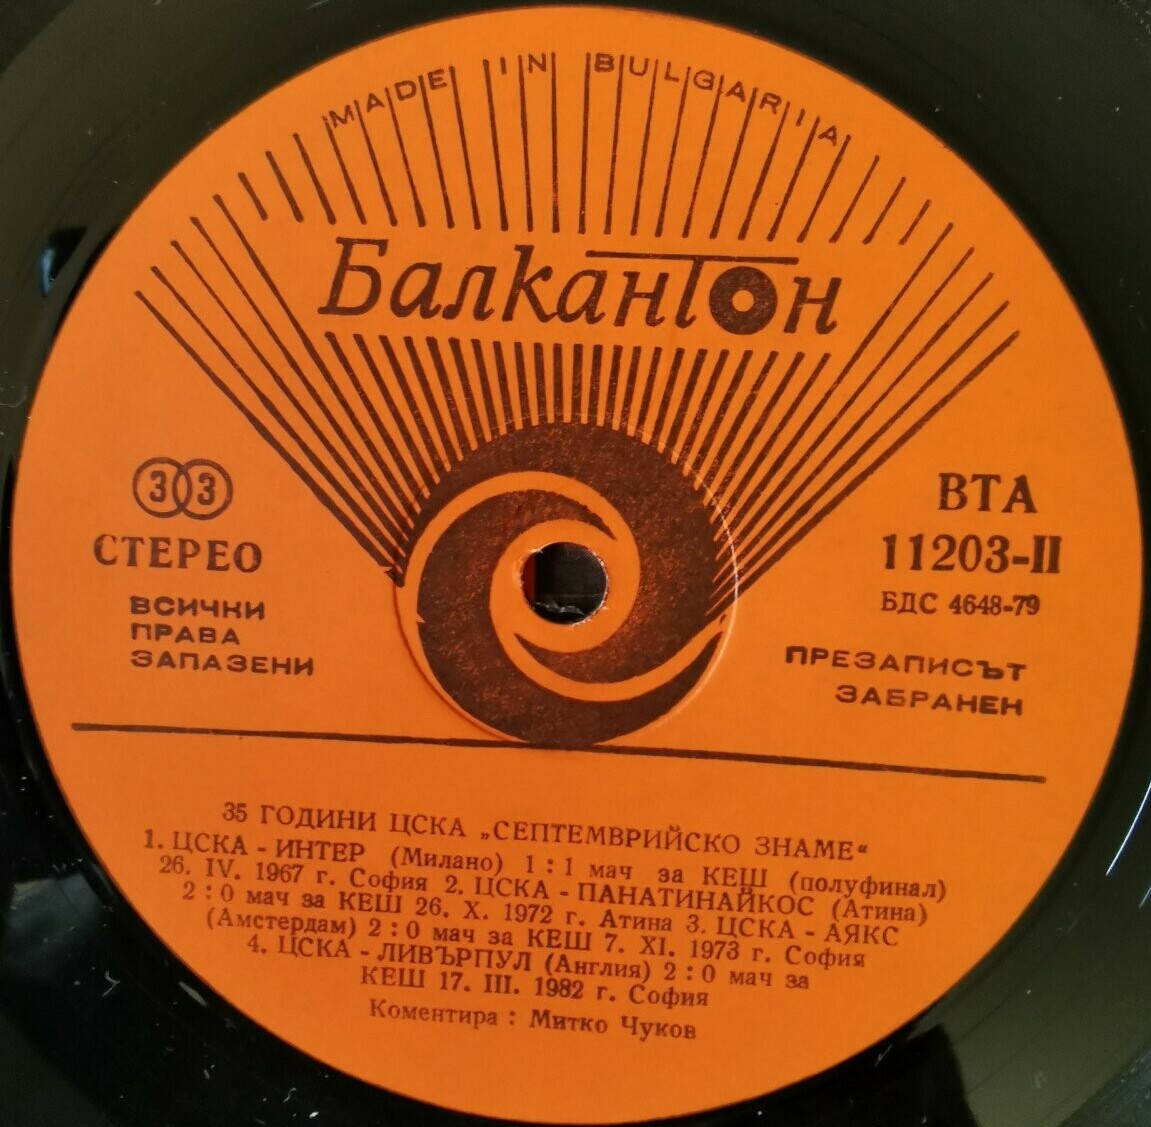 MADE IN BULGARIA
Балкантон
33
СТЕРЕО
ВСИЧКИ
ПРАВА
ЗАПАЗЕНИ
ВТА
11203-II
БДС 4648-79
ПРЕЗАПИСЪТ
ЗАБРАНЕН
35 ГОДИНИ ЦСКА „СЕПТЕМВРИЙСКО ЗНАМЕ“
1. ЦСКА - ИНТЕР (Милано) 1 : 1 мач за КЕШ (полуфинал)
26. IV. 1967 г. София 2. ЦСКА - ПАНАТИНАЙКОС (Атина)
2 : 0 мач за КЕШ 26. X. 1972 г. Атина 3. ЦСКА - АЯКС
(Амстердам) 2 : 0 мач за КЕШ 7. XI. 1973 г. София
4. ЦСКА - ЛИВЪРПУЛ (Англия) 2 : 0 мач за
КЕШ 17. III. 1982 г. София
Коментира : Митко Чуков